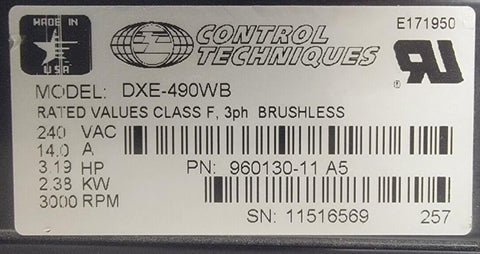 MADE IN
U S A
CONTROL
TECHNIQUES
E171950
MODEL: DXE-490WB
RATED VALUES CLASS F, 3ph BRUSHLESS
240 VAC
14.0 A
3.19 HP
PN: 960130-11 A5
2.38 KW
3000 RPM
SN: 11516569
257